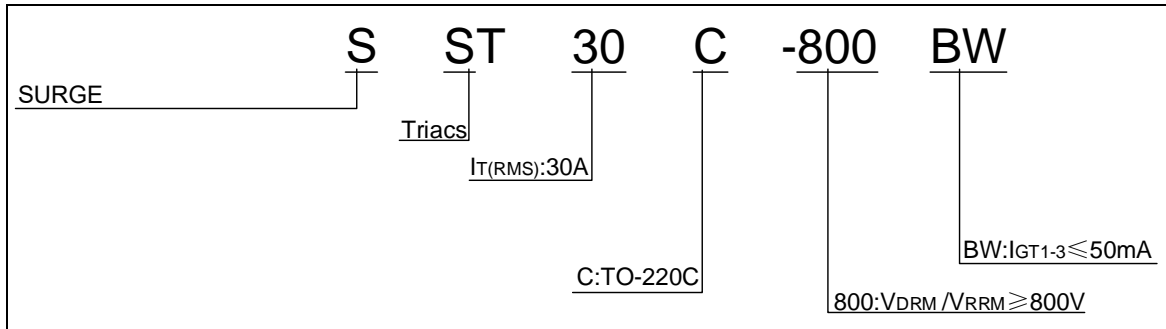 S ST 30 C -800 BW
SURGE
Triacs
IT(RMS):30A
BW:IGT1-3≤50mA
C:TO-220C
800:VDRM /VRRM≥800V